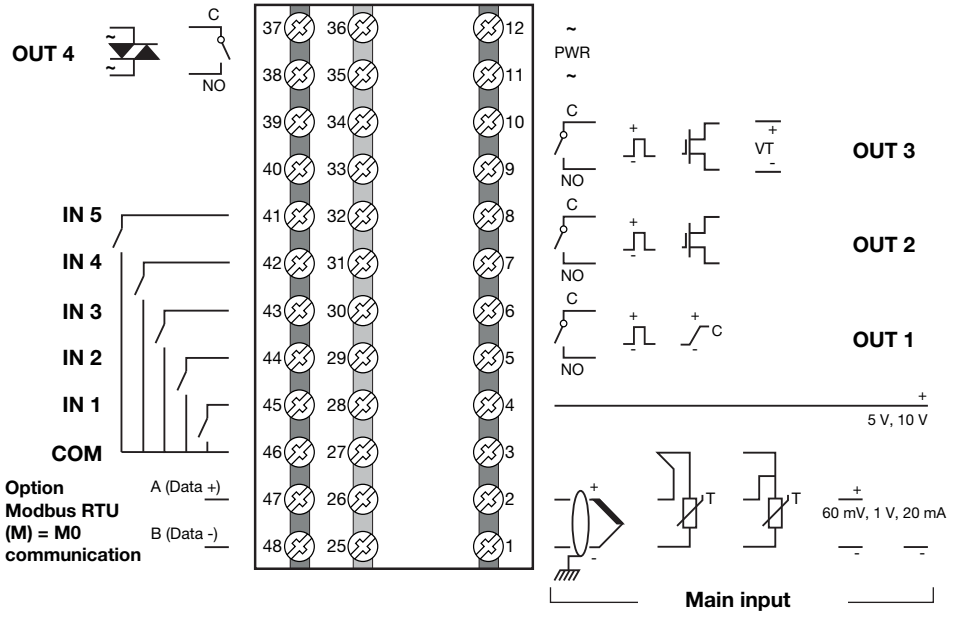 OUT 4
~
~
C
NO
37 36 12
38 35 11
39 34 10
40 33 9
41 32 8
42 31 7
43 30 6
44 29 5
45 28 4
46 27 3
47 26 2
48 25 1
~
PWR
~
C
NO
+
-
+
VT
-
OUT 3
C
NO
+
-
OUT 2
C
NO
+
-
+
-
C
OUT 1
+
5 V, 10 V
IN 5
IN 4
IN 3
IN 2
IN 1
COM
Option
Modbus RTU
(M) = M0
communication
A (Data +)
B (Data -)
+
-
T
T
+
60 mV, 1 V, 20 mA
-
-
Main input